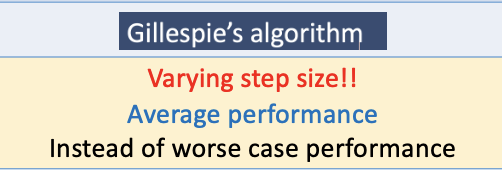 Gillespie's algorithm
Varying step size!!
Average performance
Instead of worse case performance